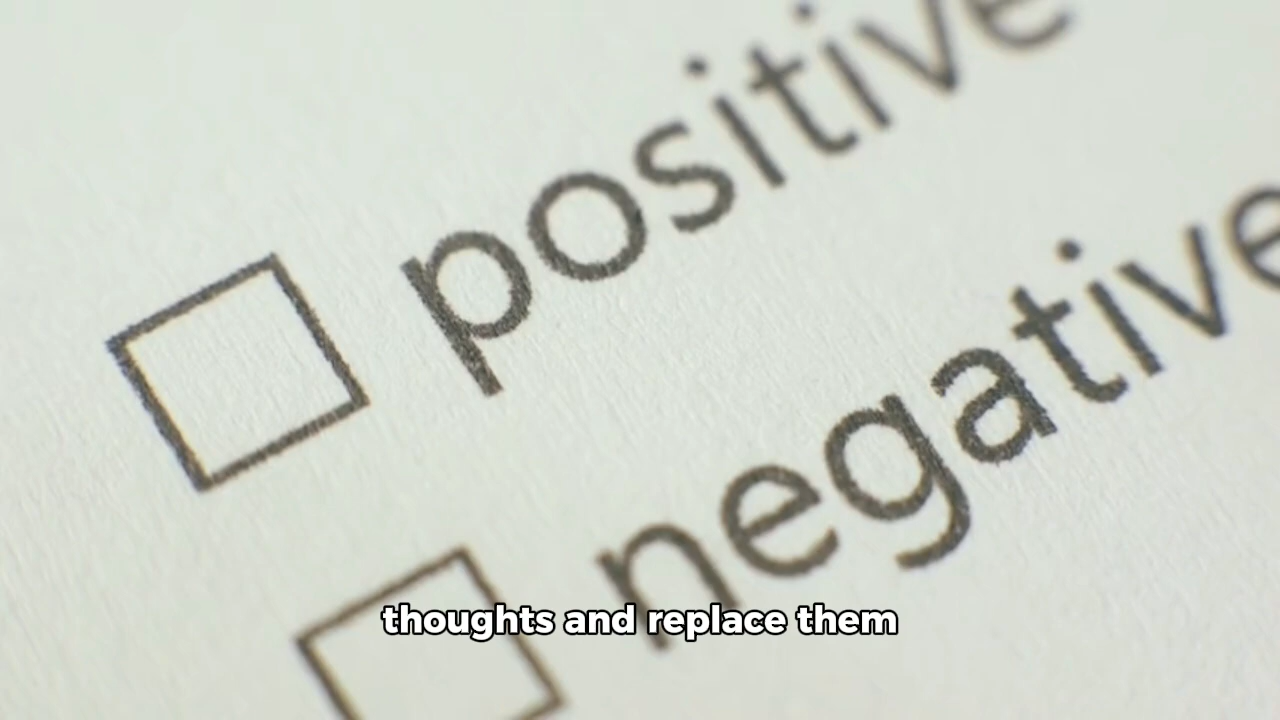 positive
negative
thoughts and replace them